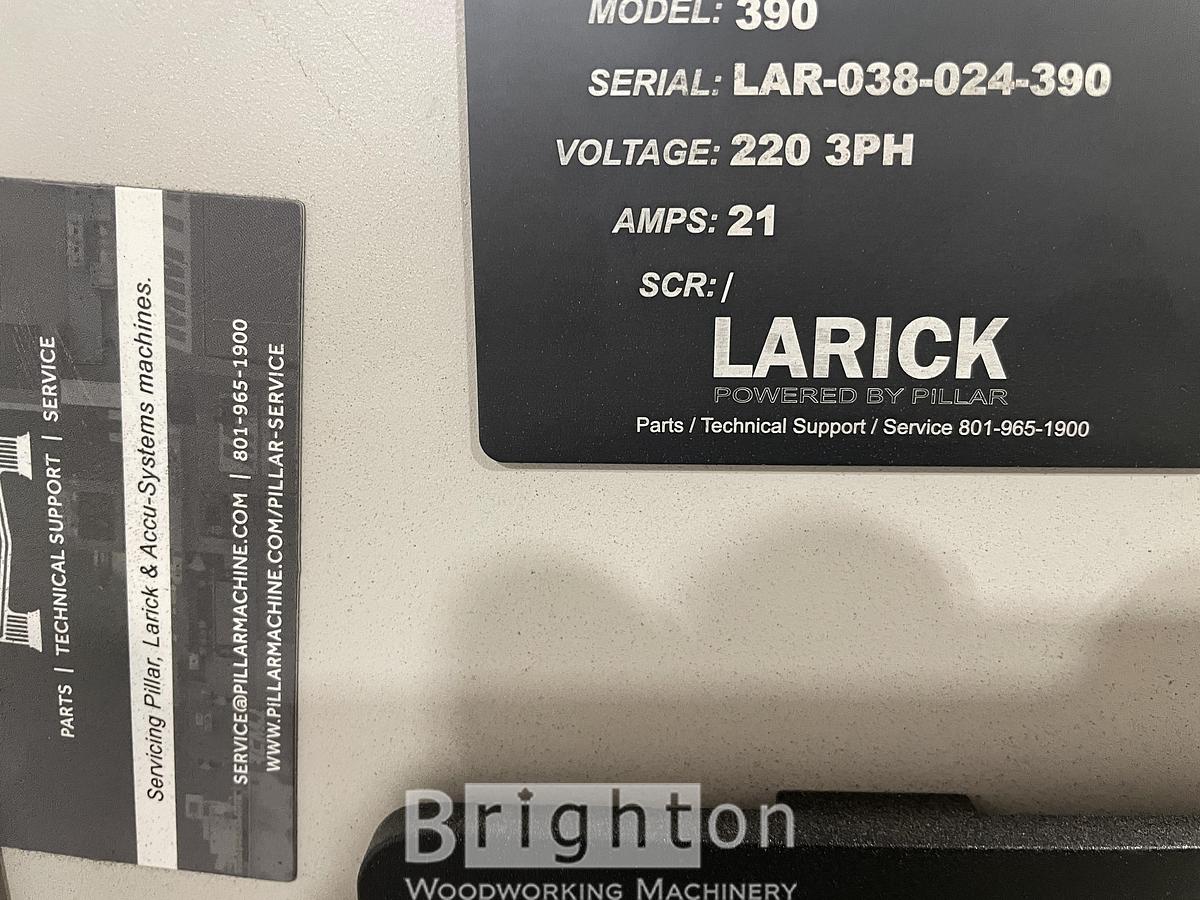 MODEL: 390
SERIAL: LAR-038-024-390
VOLTAGE: 220 3PH
AMPS: 21
SCR: /
LARICK
POWERED BY PILLAR
Parts / Technical Support / Service 801-965-1900
PARTS | TECHNICAL SUPPORT | SERVICE
Servicing Pillar, Larick & Accu-Systems machines.
SERVICE@PILLARMACHINE.COM | 801-965-1900
WWW.PILLARMACHINE.COM/PILLAR-SERVICE
Brighton
WOODWORKING MACHINERY